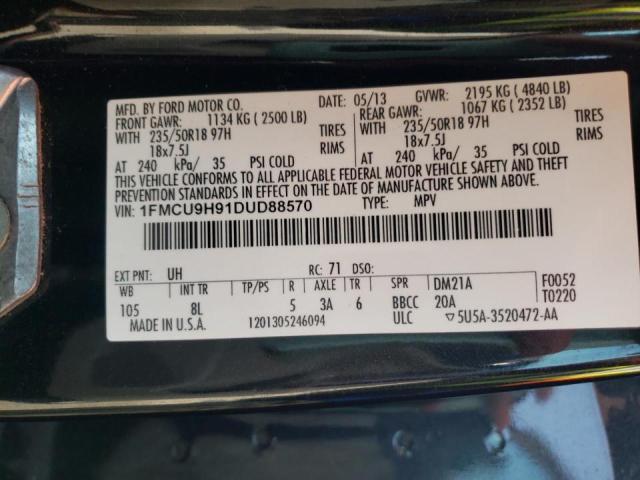 MFD. BY FORD MOTOR CO. DATE: 05/13 GVWR: 2195 KG ( 4840 LB)
FRONT GAWR: 1134 KG ( 2500 LB) REAR GAWR: 1067 KG ( 2352 LB)
WITH 235/50R18 97H TIRES WITH 235/50R18 97H TIRES
18x7.5J RIMS 18x7.5J RIMS
AT 240 kPa/ 35 PSI COLD AT 240 kPa/ 35 PSI COLD
THIS VEHICLE CONFORMS TO ALL APPLICABLE FEDERAL MOTOR VEHICLE SAFETY AND THEFT
PREVENTION STANDARDS IN EFFECT ON THE DATE OF MANUFACTURE SHOWN ABOVE.
VIN: 1FMCU9H91DUD88570 TYPE: MPV
EXT PNT: UH RC: 71 DSO:
WB INT TR TP/PS R AXLE TR SPR DM21A F0052
105 8L 5 3A 6 BBCC 20A T0220
MADE IN U.S.A. 1201305246094 ULC ▽5U5A-3520472-AA